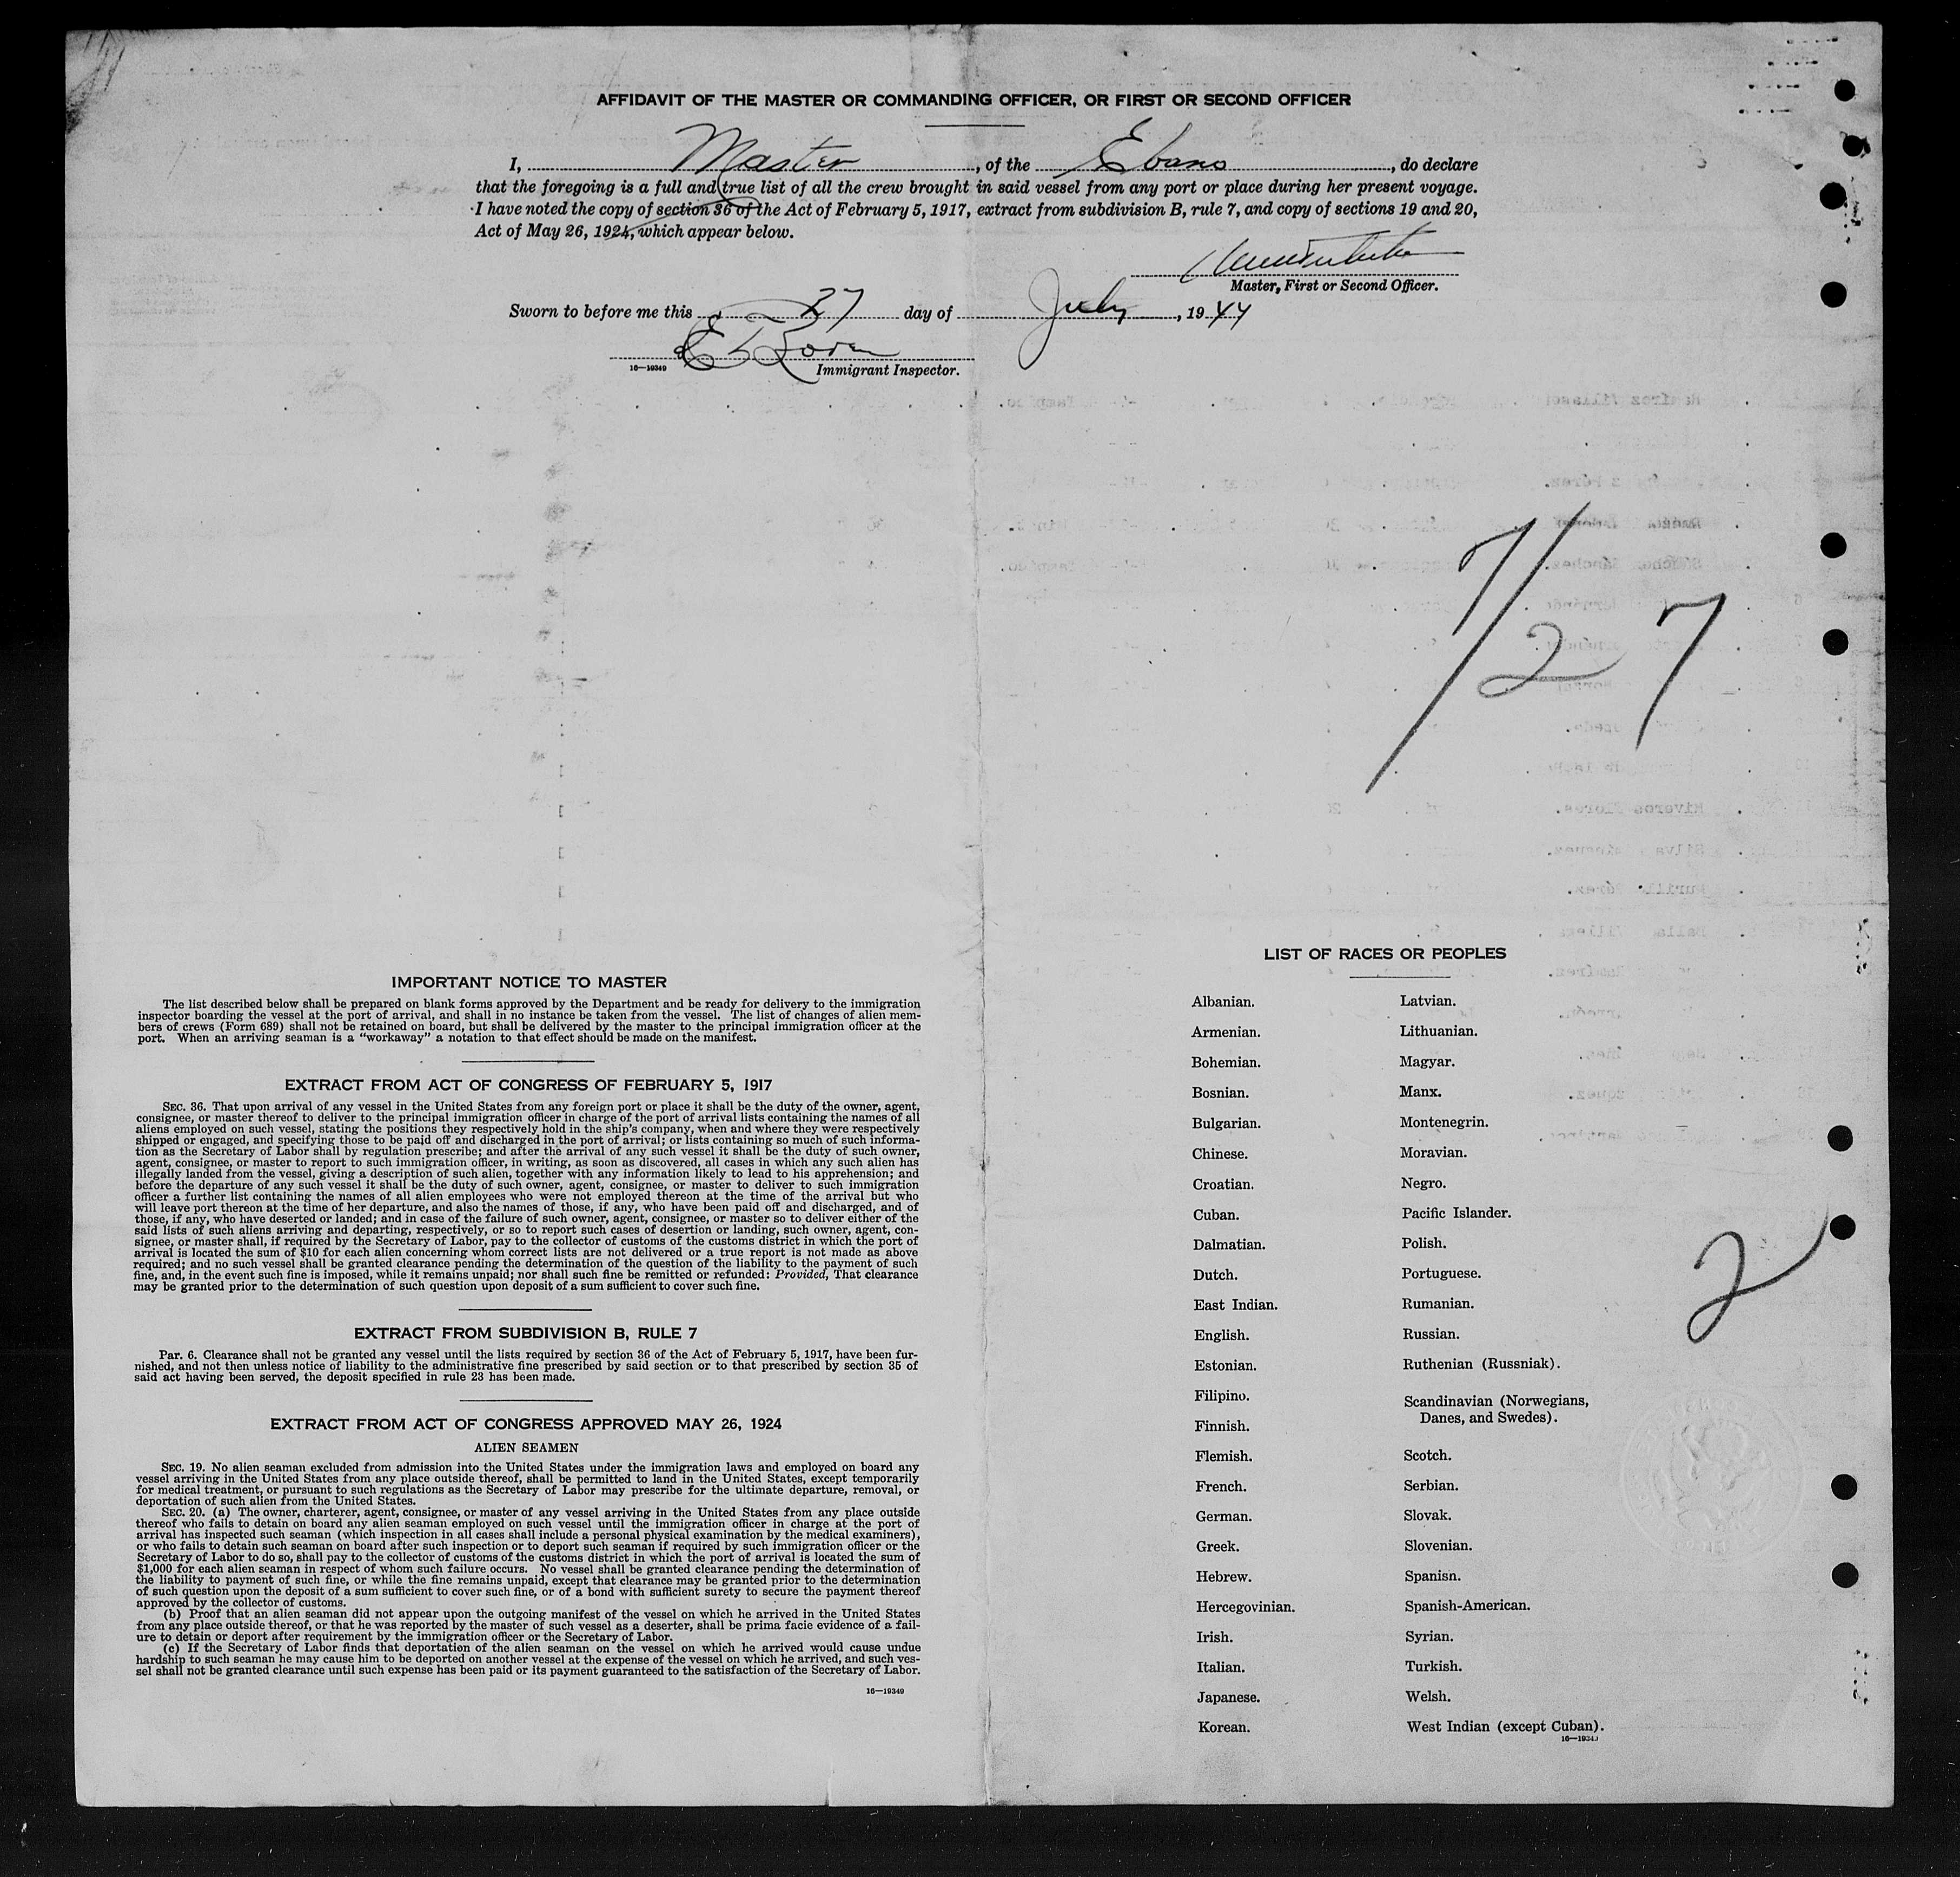 AFFIDAVIT OF THE MASTER OR COMMANDING OFFICER, OR FIRST OR SECOND OFFICER
I, Master, of the Ebano, do declare
that the foregoing is a full and true list of all the crew brought in said vessel from any port or place during her present voyage.
I have noted the copy of section 36 of the Act of February 5, 1917, extract from subdivision B, rule 7, and copy of sections 19 and 20,
Act of May 26, 1924, which appear below.
Master, First or Second Officer.
Sworn to before me this 27 day of July, 1944
16—19349 Immigrant Inspector.
7/27
IMPORTANT NOTICE TO MASTER
The list described below shall be prepared on blank forms approved by the Department and be ready for delivery to the immigration
inspector boarding the vessel at the port of arrival, and shall in no instance be taken from the vessel. The list of changes of alien mem-
bers of crews (Form 689) shall not be retained on board, but shall be delivered by the master to the principal immigration officer at the
port. When an arriving seaman is a "workaway" a notation to that effect should be made on the manifest.
EXTRACT FROM ACT OF CONGRESS OF FEBRUARY 5, 1917
SEC. 36. That upon arrival of any vessel in the United States from any foreign port or place it shall be the duty of the owner, agent,
consignee, or master thereof to deliver to the principal immigration officer in charge of the port of arrival lists containing the names of all
aliens employed on such vessel, stating the positions they respectively hold in the ship's company, when and where they were respectively
shipped or engaged, and specifying those to be paid off and discharged in the port of arrival; or lists containing so much of such informa-
tion as the Secretary of Labor shall by regulation prescribe; and after the arrival of any such vessel it shall be the duty of such owner,
agent, consignee, or master to report to such immigration officer, in writing, as soon as discovered, all cases in which any such alien has
illegally landed from the vessel, giving a description of such alien, together with any information likely to lead to his apprehension; and
before the departure of any such vessel it shall be the duty of such owner, agent, consignee, or master to deliver to such immigration
officer a further list containing the names of all alien employees who were not employed thereon at the time of the arrival but who
will leave port thereon at the time of her departure, and also the names of those, if any, who have been paid off and discharged, and of
those, if any, who have deserted or landed; and in case of the failure of such owner, agent, consignee, or master so to deliver either of the
said lists of such aliens arriving and departing, respectively, or so to report such cases of desertion or landing, such owner, agent, con-
signee, or master shall, if required by the Secretary of Labor, pay to the collector of customs of the customs district in which the port of
arrival is located the sum of $10 for each alien concerning whom correct lists are not delivered or a true report is not made as above
required; and no such vessel shall be granted clearance pending the determination of the question of the liability to the payment of such
fine, and, in the event such fine is imposed, while it remains unpaid; nor shall such fine be remitted or refunded: Provided, That clearance
may be granted prior to the determination of such question upon deposit of a sum sufficient to cover such fine.
EXTRACT FROM SUBDIVISION B, RULE 7
Par. 6. Clearance shall not be granted any vessel until the lists required by section 36 of the Act of February 5, 1917, have been fur-
nished, and not then unless notice of liability to the administrative fine prescribed by said section or to that prescribed by section 35 of
said act having been served, the deposit specified in rule 23 has been made.
EXTRACT FROM ACT OF CONGRESS APPROVED MAY 26, 1924
ALIEN SEAMEN
SEC. 19. No alien seaman excluded from admission into the United States under the immigration laws and employed on board any
vessel arriving in the United States from any place outside thereof, shall be permitted to land in the United States, except temporarily
for medical treatment, or pursuant to such regulations as the Secretary of Labor may prescribe for the ultimate departure, removal, or
deportation of such alien from the United States.
SEC. 20. (a) The owner, charterer, agent, consignee, or master of any vessel arriving in the United States from any place outside
thereof who fails to detain on board any alien seaman employed on such vessel until the immigration officer in charge at the port of
arrival has inspected such seaman (which inspection in all cases shall include a personal physical examination by the medical examiners),
or who fails to detain such seaman on board after such inspection or to deport such seaman if required by such immigration officer or the
Secretary of Labor to do so, shall pay to the collector of customs of the customs district in which the port of arrival is located the sum of
$1,000 for each alien seaman in respect of whom such failure occurs. No vessel shall be granted clearance pending the determination of
the liability to payment of such fine, or while the fine remains unpaid, except that clearance may be granted prior to the determination
of such question upon the deposit of a sum sufficient to cover such fine, or of a bond with sufficient surety to secure the payment thereof
approved by the collector of customs.
(b) Proof that an alien seaman did not appear upon the outgoing manifest of the vessel on which he arrived in the United States
from any place outside thereof, or that he was reported by the master of such vessel as a deserter, shall be prima facie evidence of a fail-
ure to detain or deport after requirement by the immigration officer or the Secretary of Labor.
(c) If the Secretary of Labor finds that deportation of the alien seaman on the vessel on which he arrived would cause undue
hardship to such seaman he may cause him to be deported on another vessel at the expense of the vessel on which he arrived, and such ves-
sel shall not be granted clearance until such expense has been paid or its payment guaranteed to the satisfaction of the Secretary of Labor.
16—19349
LIST OF RACES OR PEOPLES
Albanian.
Armenian.
Bohemian.
Bosnian.
Bulgarian.
Chinese.
Croatian.
Cuban.
Dalmatian.
Dutch.
East Indian.
English.
Estonian.
Filipino.
Finnish.
Flemish.
French.
German.
Greek.
Hebrew.
Hercegovinian.
Irish.
Italian.
Japanese.
Korean.
Latvian.
Lithuanian.
Magyar.
Manx.
Montenegrin.
Moravian.
Negro.
Pacific Islander.
Polish.
Portuguese.
Rumanian.
Russian.
Ruthenian (Russniak).
Scandinavian (Norwegians,
Danes, and Swedes).
Scotch.
Serbian.
Slovak.
Slovenian.
Spanisn.
Spanish-American.
Syrian.
Turkish.
Welsh.
West Indian (except Cuban).
16—19349
2